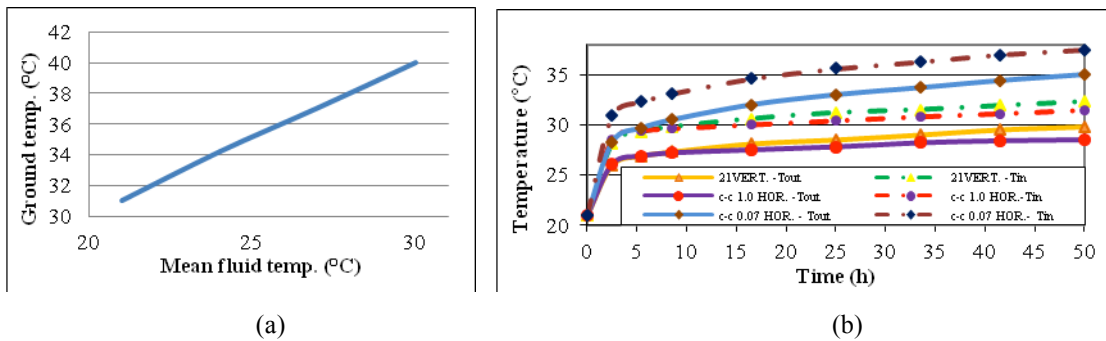 Ground temp. (ºC)
42
40
38
36
34
32
30
20
25
30
Mean fluid temp. (ºC)
(a)
Temperature (°C)
35
30
25
20
21VERT. -Tout
21VERT. -Tin
c-c 1.0 HOR.. -Tout
c-c 1.0 HOR.-Tin
c-c 0.07 HOR.. - Tout
c-c 0.07 HOR.- Tin
0 5 10 15 20 25 30 35 40 45 50
Time (h)
(b)